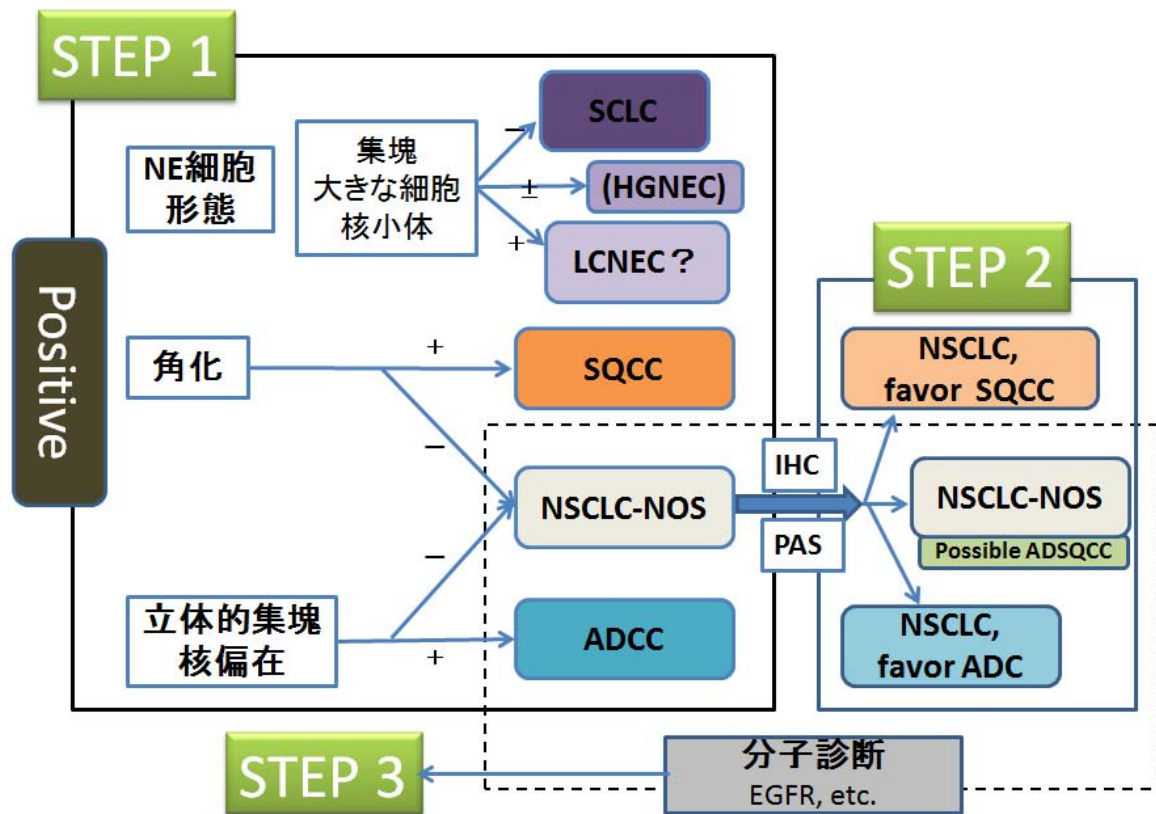 STEP 1
NE細胞
形態
集塊
大きな細胞
核小体
−
±
+
SCLC
(HGNEC)
LCNEC？
Positive
角化
+
−
SQCC
NSCLC-NOS
−
立体的集塊
核偏在
+
ADCC
IHC
PAS
STEP 2
NSCLC,
favor SQCC
NSCLC-NOS
Possible ADSQCC
NSCLC,
favor ADC
STEP 3
分子診断
EGFR, etc.